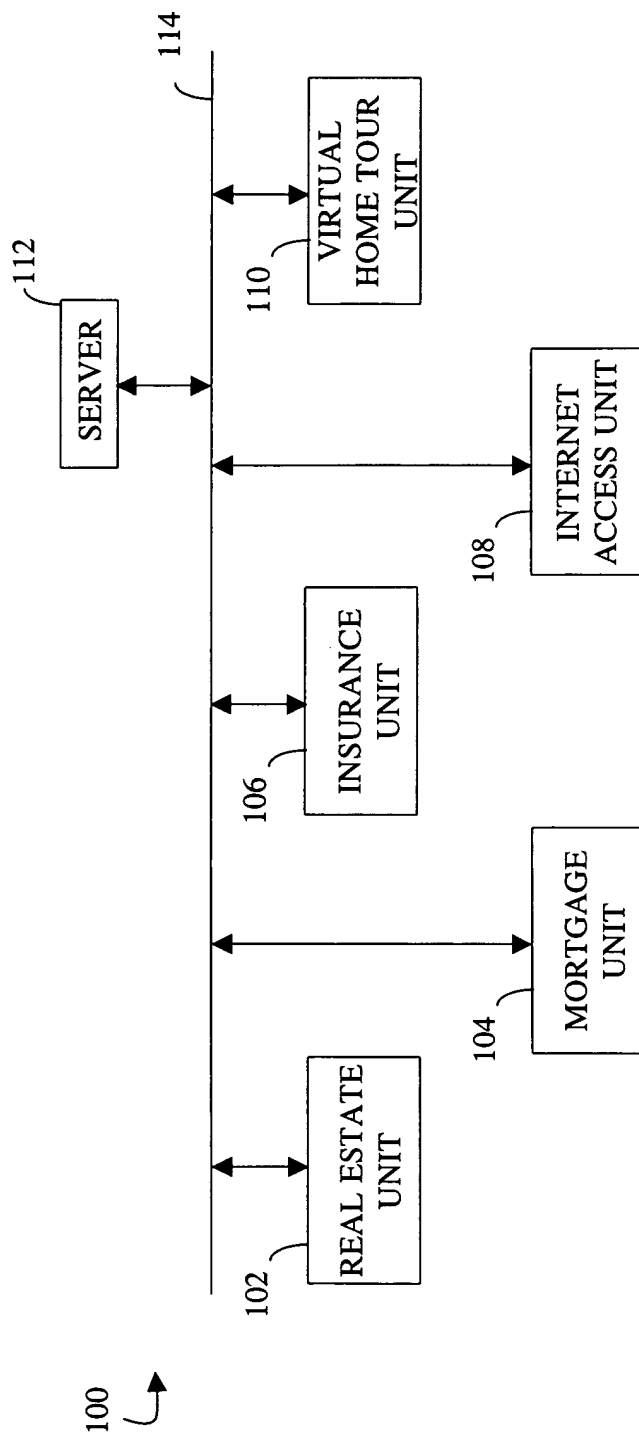 100
114
112
SERVER
102
REAL ESTATE
UNIT
104
MORTGAGE
UNIT
106
INSURANCE
UNIT
108
INTERNET
ACCESS UNIT
110
VIRTUAL
HOME TOUR
UNIT